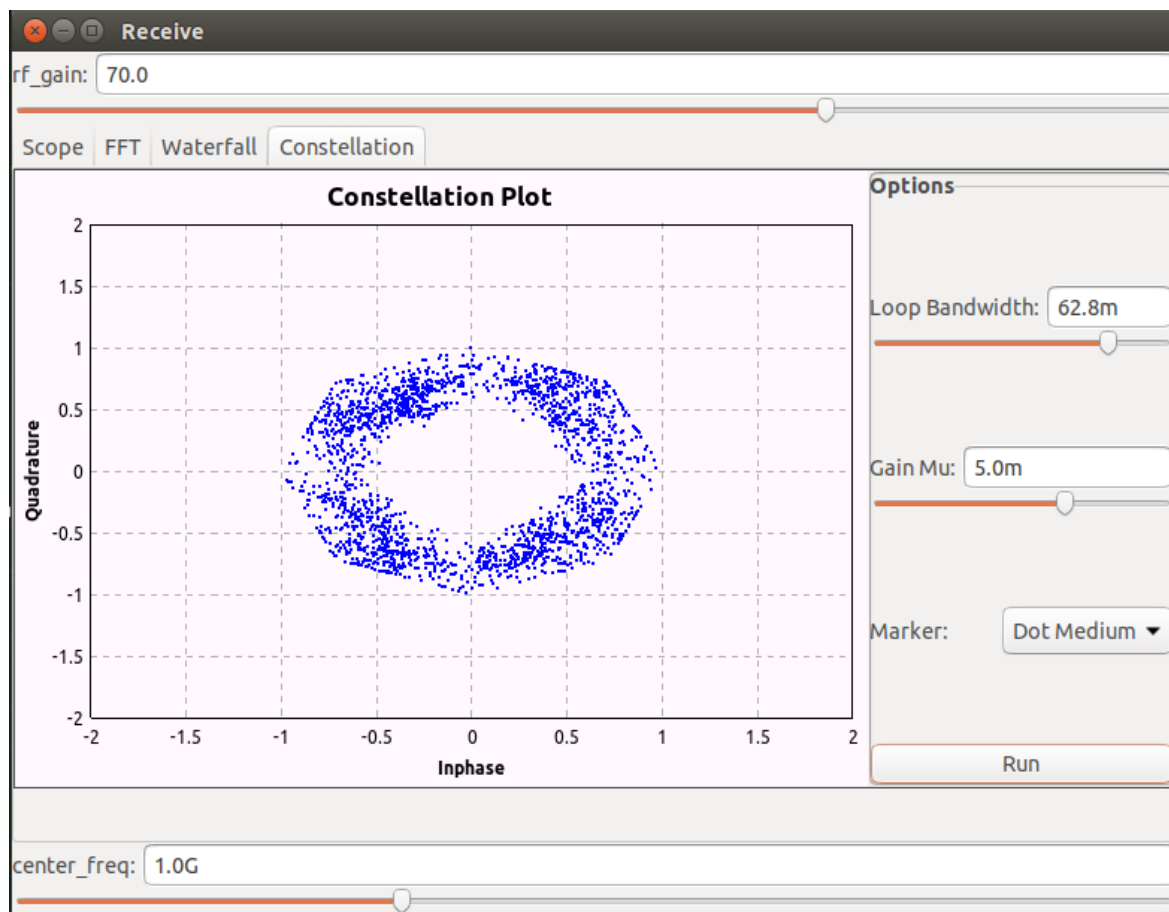 Receive
rf_gain: 70.0
Scope FFT Waterfall Constellation
Constellation Plot
Options
2
1.5
1
0.5
0
-0.5
-1
-1.5
-2
Quadrature
-2 -1.5 -1 -0.5 0 0.5 1 1.5 2
Inphase
Loop Bandwidth: 62.8m
Gain Mu: 5.0m
Marker: Dot Medium
Run
center_freq: 1.0G